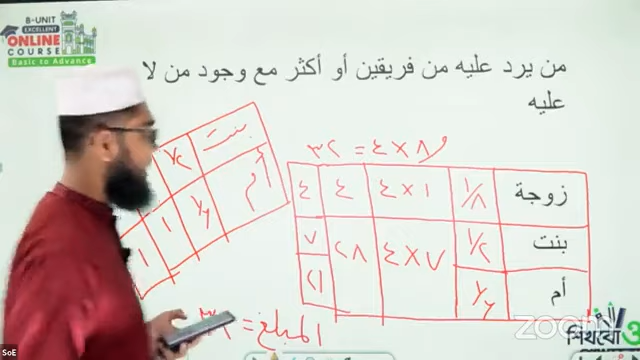 B-UNIT
EXCELLENT
ONLINE
COURSE
Basic to Advance
من يرد عليه من فريقين أو أكثر مع وجود من لا
عليه
٨ × ٤ = ٣٢
زوجة ١/٨ ١ × ٤ ٤ ٤
بنت ١/٢ ٧ × ٤ ٢٨ ٧
أم ١/٦ ٢١
بنت ١/٢
أم ١/٦ ١ ١
المبلغ =
zoom
শিখবো
SoE